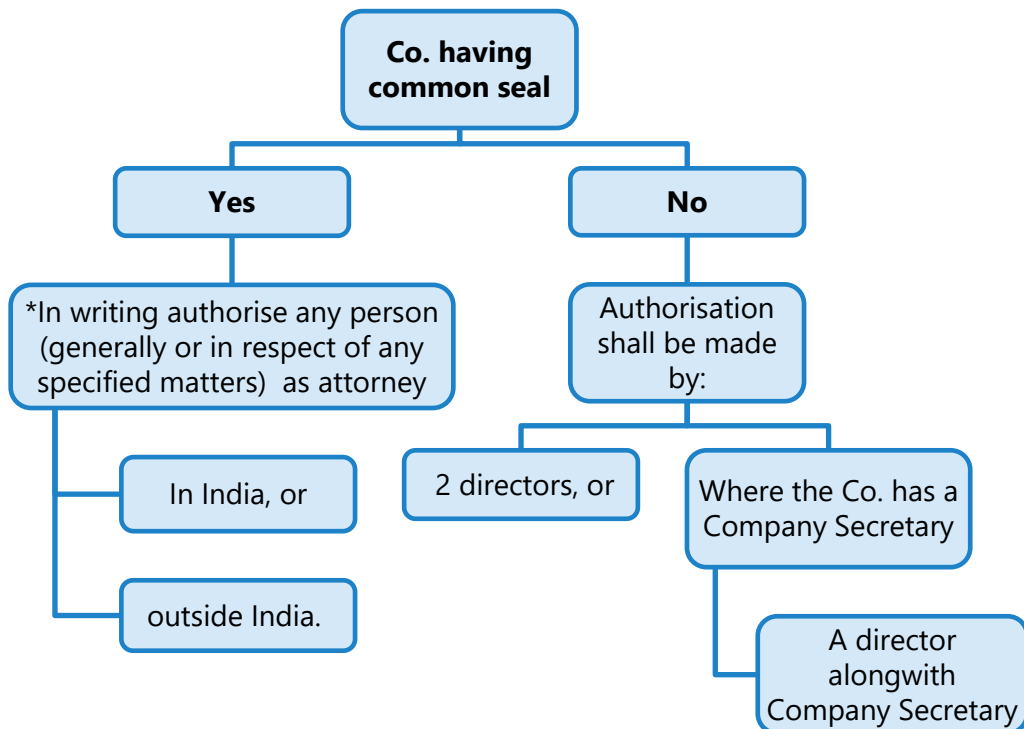 Co. having
common seal
Yes
No
*In writing authorise any person
(generally or in respect of any
specified matters) as attorney
Authorisation
shall be made
by:
In India, or
outside India.
2 directors, or
Where the Co. has a
Company Secretary
A director
alongwith
Company Secretary